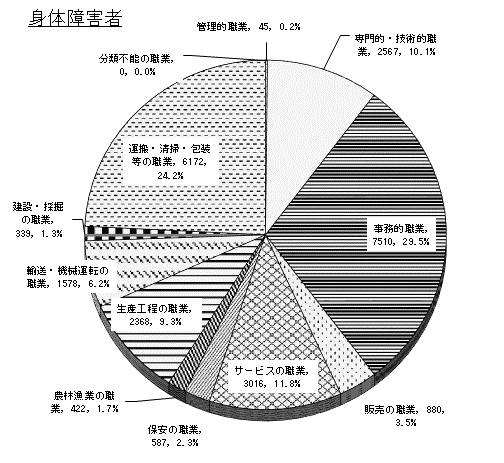 身体障害者
管理的職業, 45, 0.2%
専門的・技術的職
業, 2567, 10.1%
分類不能の職業,
0, 0.0%
運搬・清掃・包装
等の職業, 6172,
24.2%
建設・採掘
の職業,
339, 1.3%
事務的職業,
7510, 29.5%
輸送・機械運転の
職業, 1578, 6.2%
生産工程の職業,
2368, 9.3%
サービスの職業,
3016, 11.8%
農林漁業の職
業, 422, 1.7%
販売の職業, 880,
3.5%
保安の職業,
587, 2.3%